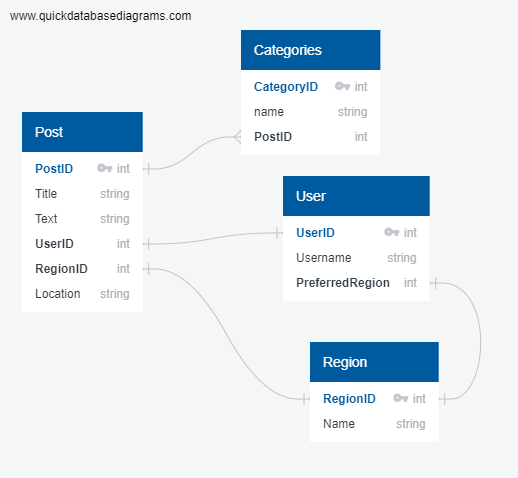 www.quickdatabasediagrams.com
Categories
CategoryID int
name string
PostID int
Post
PostID int
Title string
Text string
UserID int
RegionID int
Location string
User
UserID int
Username string
PreferredRegion int
Region
RegionID int
Name string